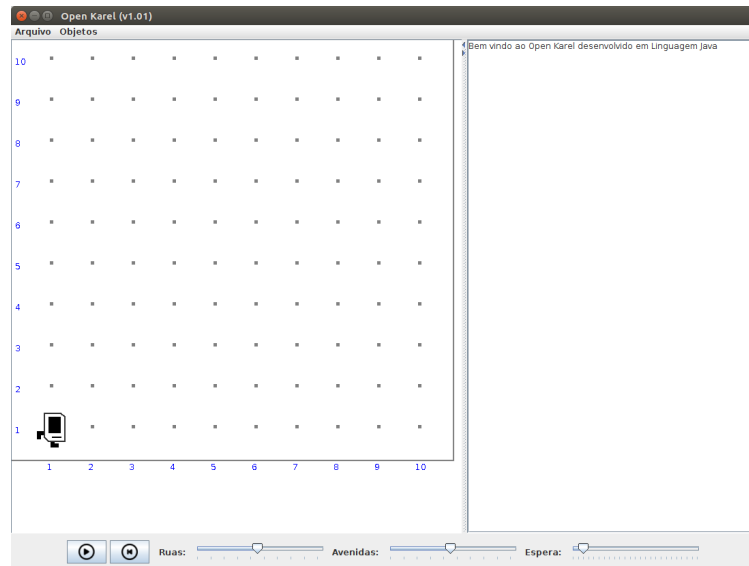 Open Karel (v1.01)
Arquivo Objetos
Bem vindo ao Open Karel desenvolvido em Linguagem Java
10
9
8
7
6
5
4
3
2
1
1 2 3 4 5 6 7 8 9 10
Ruas: Avenidas: Espera: